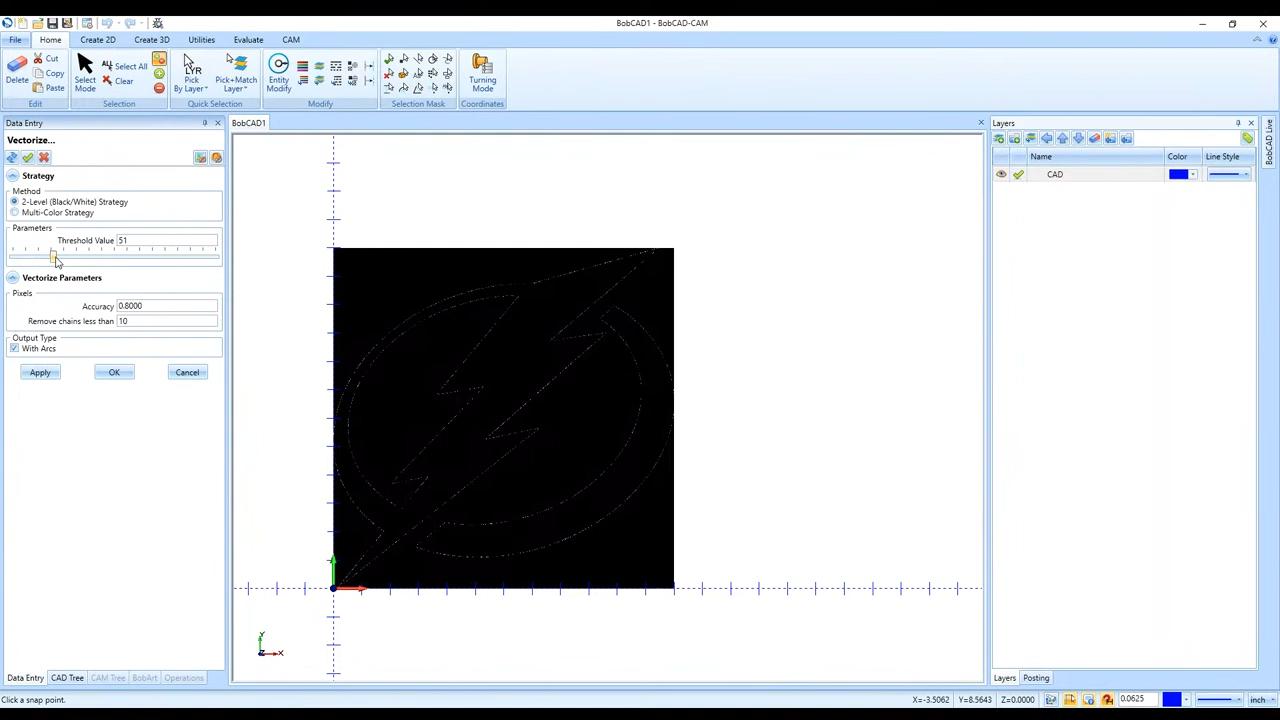 BobCAD1 - BobCAD-CAM
File Home Create 2D Create 3D Utilities Evaluate CAM
Delete Cut Copy Paste Select Mode Select All Clear LYR Pick By Layer Pick+Match Layer Entity Modify Turning Mode
Edit Selection Quick Selection Modify Selection Mask Coordinates
Data Entry BobCAD1 Layers BobCAD Live
Vectorize...
Name Color Line Style
CAD
Strategy
Method
2-Level (Black/White) Strategy
Multi-Color Strategy
Parameters
Threshold Value 51
Vectorize Parameters
Pixels
Accuracy 0.8000
Remove chains less than 10
Output Type
With Arcs
Apply OK Cancel
Y
Z X
Data Entry CAD Tree CAM Tree BobArt Operations Layers Posting
Click a snap point. X=-3.5062 Y=8.5643 Z=0.0000 0.0625 inch